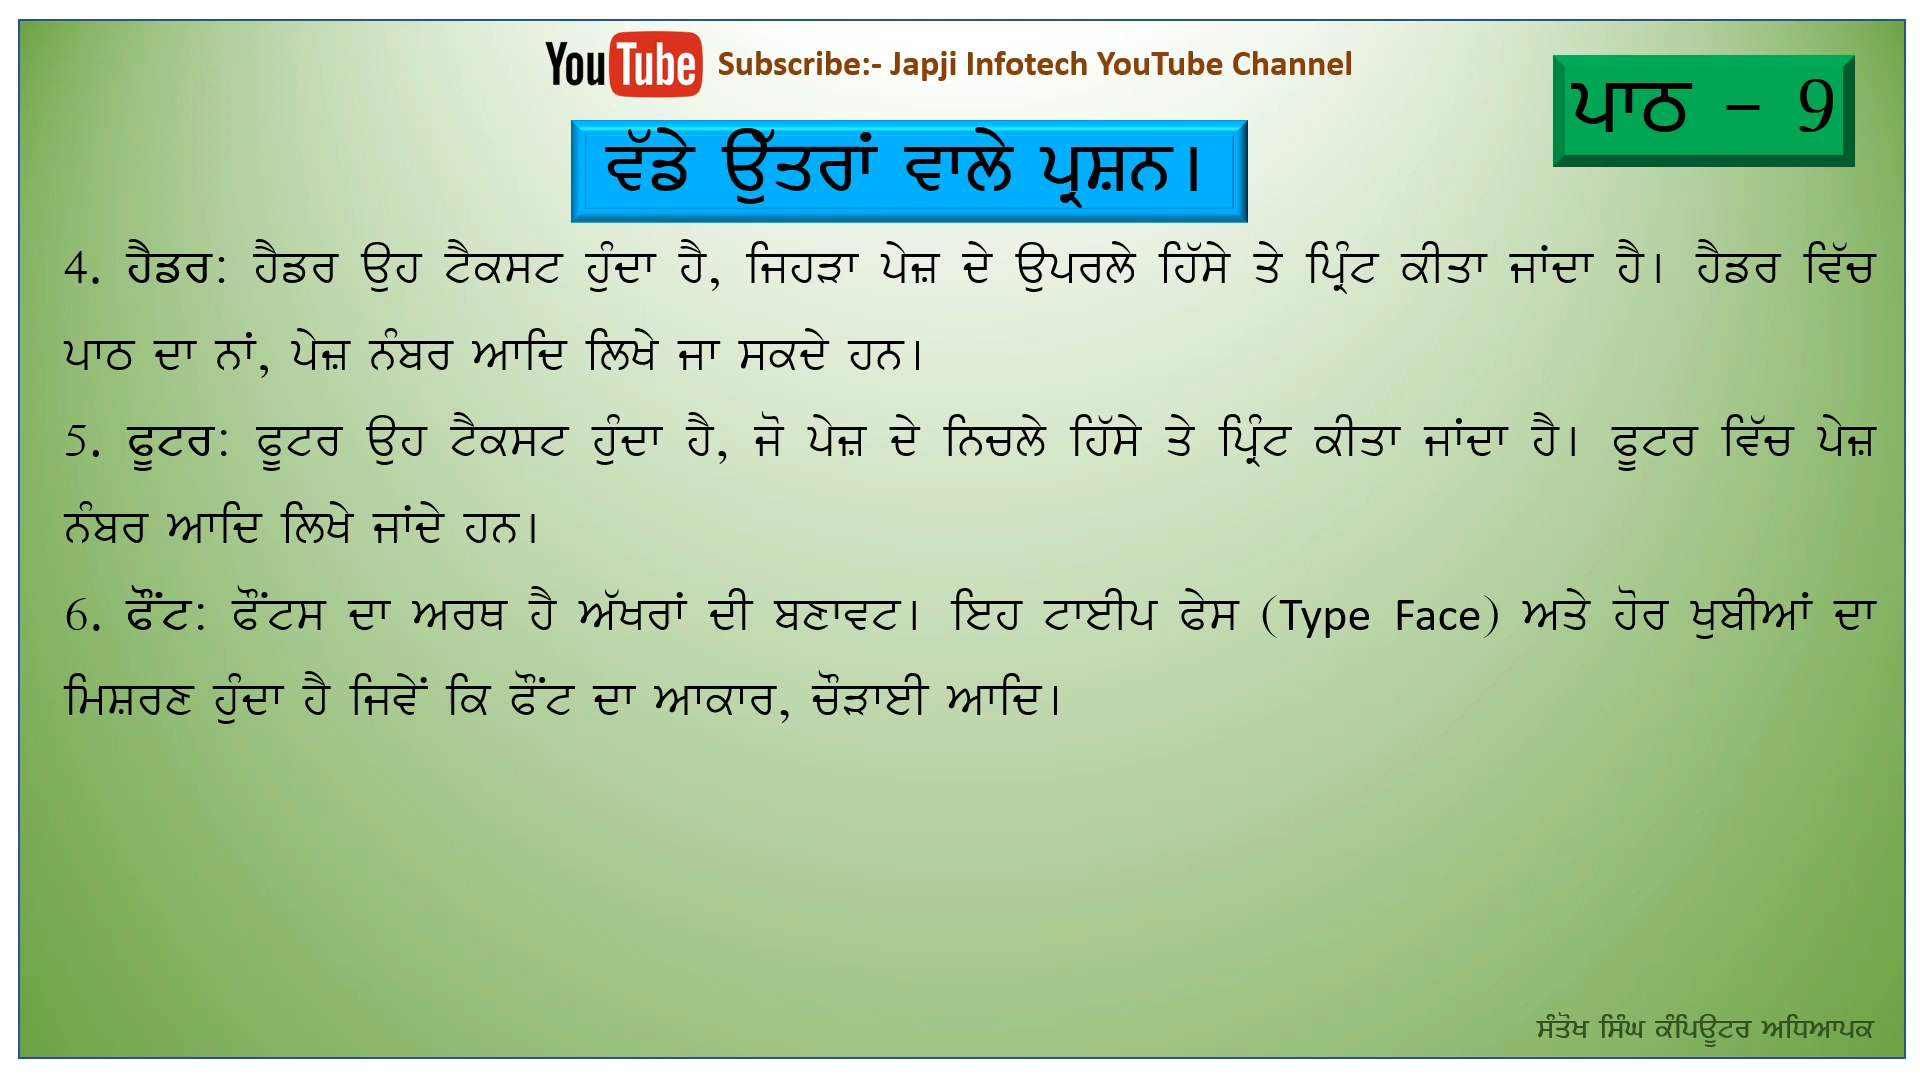 YouTube Subscribe:- Japji Infotech YouTube Channel
ਪਾਠ – 9
ਵੱਡੇ ਉੱਤਰਾਂ ਵਾਲੇ ਪ੍ਰਸ਼ਨ।
4. ਹੈਡਰ: ਹੈਡਰ ਉਹ ਟੈਕਸਟ ਹੁੰਦਾ ਹੈ, ਜਿਹੜਾ ਪੇਜ਼ ਦੇ ਉਪਰਲੇ ਹਿੱਸੇ ਤੇ ਪ੍ਰਿੰਟ ਕੀਤਾ ਜਾਂਦਾ ਹੈ। ਹੈਡਰ ਵਿੱਚ
ਪਾਠ ਦਾ ਨਾਂ, ਪੇਜ਼ ਨੰਬਰ ਆਦਿ ਲਿਖੇ ਜਾ ਸਕਦੇ ਹਨ।
5. ਫੂਟਰ: ਫੂਟਰ ਉਹ ਟੈਕਸਟ ਹੁੰਦਾ ਹੈ, ਜੋ ਪੇਜ਼ ਦੇ ਨਿਚਲੇ ਹਿੱਸੇ ਤੇ ਪ੍ਰਿੰਟ ਕੀਤਾ ਜਾਂਦਾ ਹੈ। ਫੂਟਰ ਵਿੱਚ ਪੇਜ਼
ਨੰਬਰ ਆਦਿ ਲਿਖੇ ਜਾਂਦੇ ਹਨ।
6. ਫੌਂਟ: ਫੌਂਟਸ ਦਾ ਅਰਥ ਹੈ ਅੱਖਰਾਂ ਦੀ ਬਣਾਵਟ। ਇਹ ਟਾਈਪ ਫੇਸ (Type Face) ਅਤੇ ਹੋਰ ਖੁਬੀਆਂ ਦਾ
ਮਿਸ਼ਰਣ ਹੁੰਦਾ ਹੈ ਜਿਵੇਂ ਕਿ ਫੌਂਟ ਦਾ ਆਕਾਰ, ਚੌੜਾਈ ਆਦਿ।
ਸੰਤੋਖ ਸਿੰਘ ਕੰਪਿਊਟਰ ਅਧਿਆਪਕ